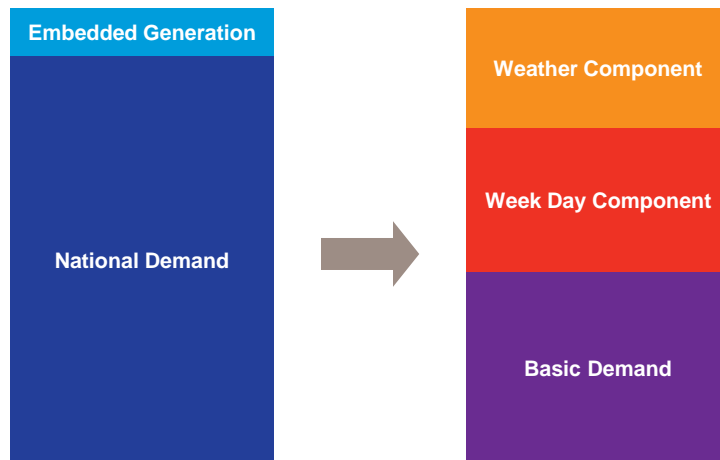 Embedded Generation
National Demand
Weather Component
Week Day Component
Basic Demand